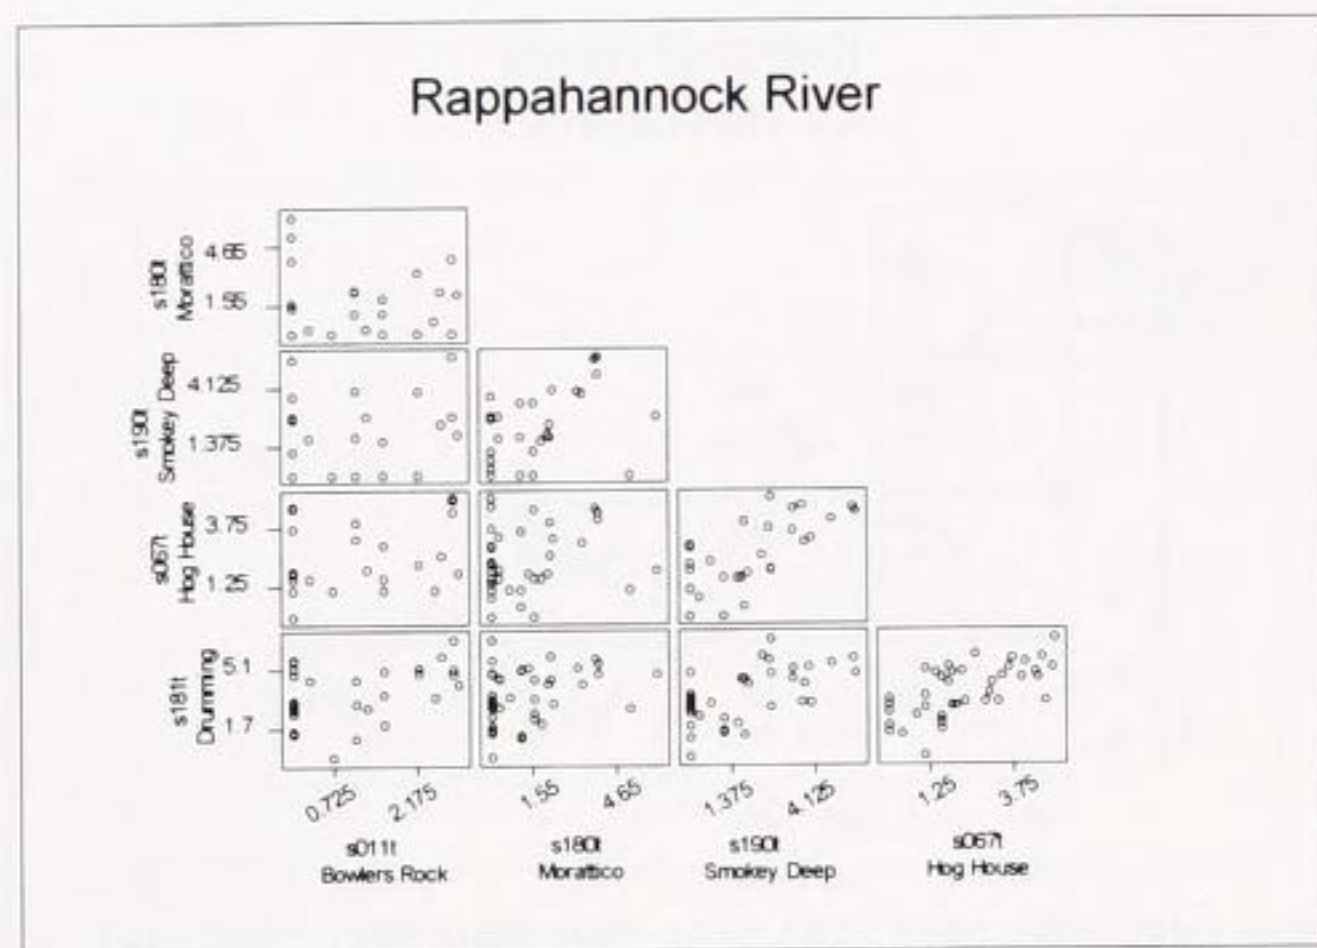 Rappahannock River
s180t
Morattico
4.65
1.55
s190t
Smokey Deep
4.125
1.375
s067t
Hog House
3.75
1.25
s181t
Drumming
5.1
1.7
0.725
2.175
1.55
4.65
1.375
4.125
1.25
3.75
s011t
Bowlers Rock
s180t
Morattico
s190t
Smokey Deep
s067t
Hog House